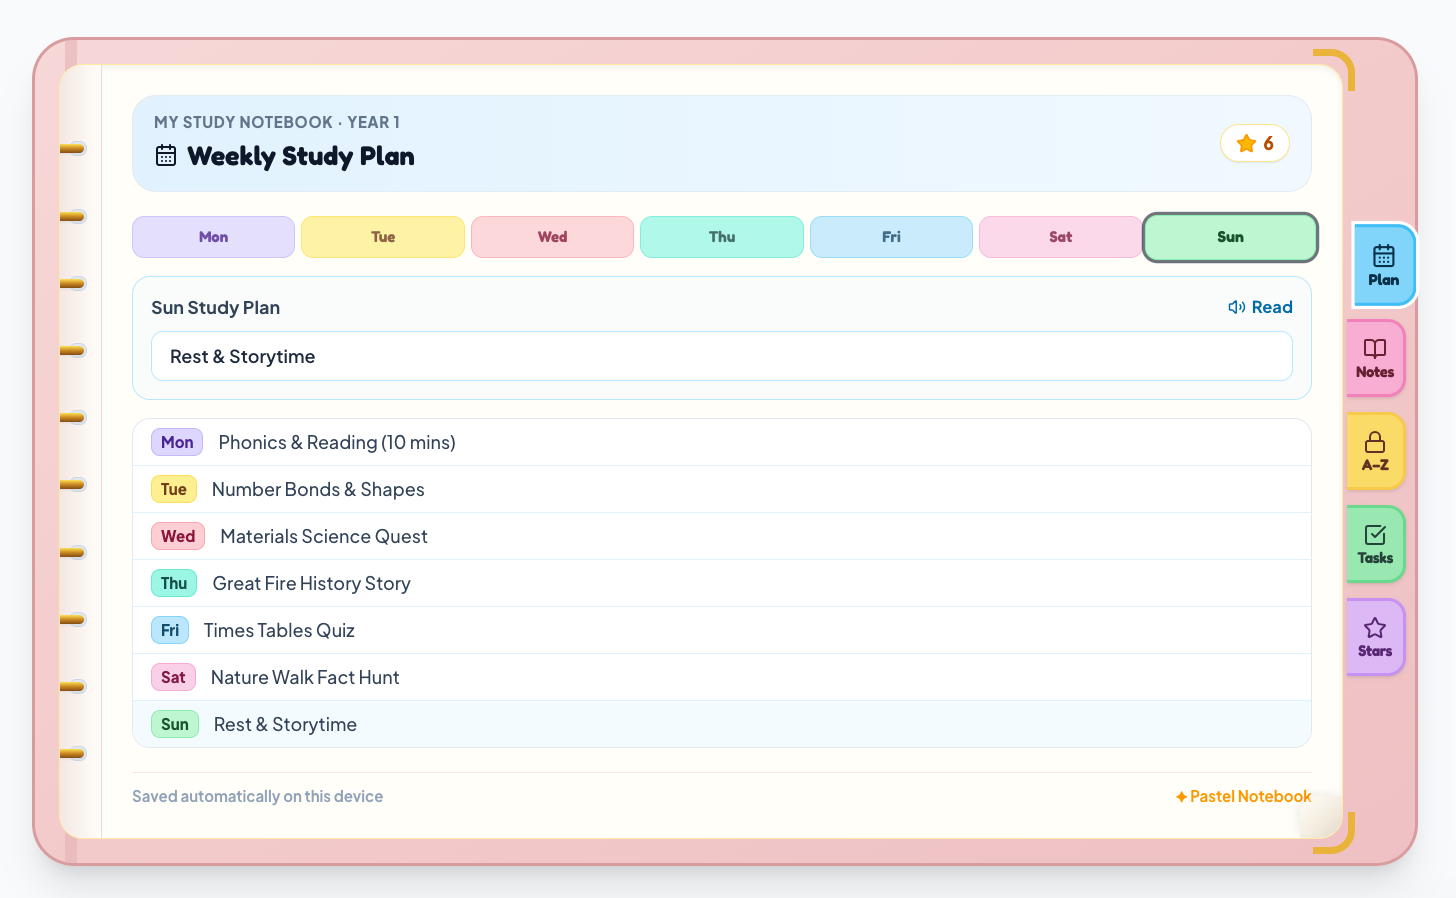 MY STUDY NOTEBOOK · YEAR 1
Weekly Study Plan
6
Mon Tue Wed Thu Fri Sat Sun
Sun Study Plan
Read
Rest & Storytime
Mon Phonics & Reading (10 mins)
Tue Number Bonds & Shapes
Wed Materials Science Quest
Thu Great Fire History Story
Fri Times Tables Quiz
Sat Nature Walk Fact Hunt
Sun Rest & Storytime
Saved automatically on this device
✦ Pastel Notebook
Plan
Notes
A–Z
Tasks
Stars